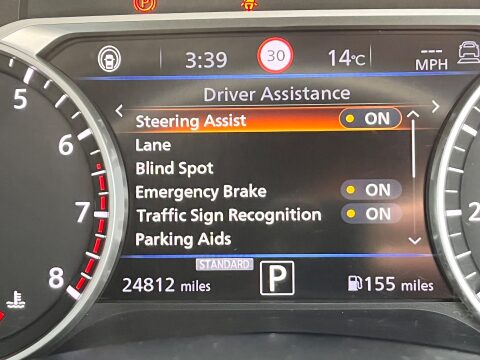 3:39 30 14°C --- MPH
Driver Assistance
Steering Assist ON
Lane
Blind Spot
Emergency Brake ON
Traffic Sign Recognition ON
Parking Aids
STANDARD
24812 miles P 155 miles
5
6
7
8
2